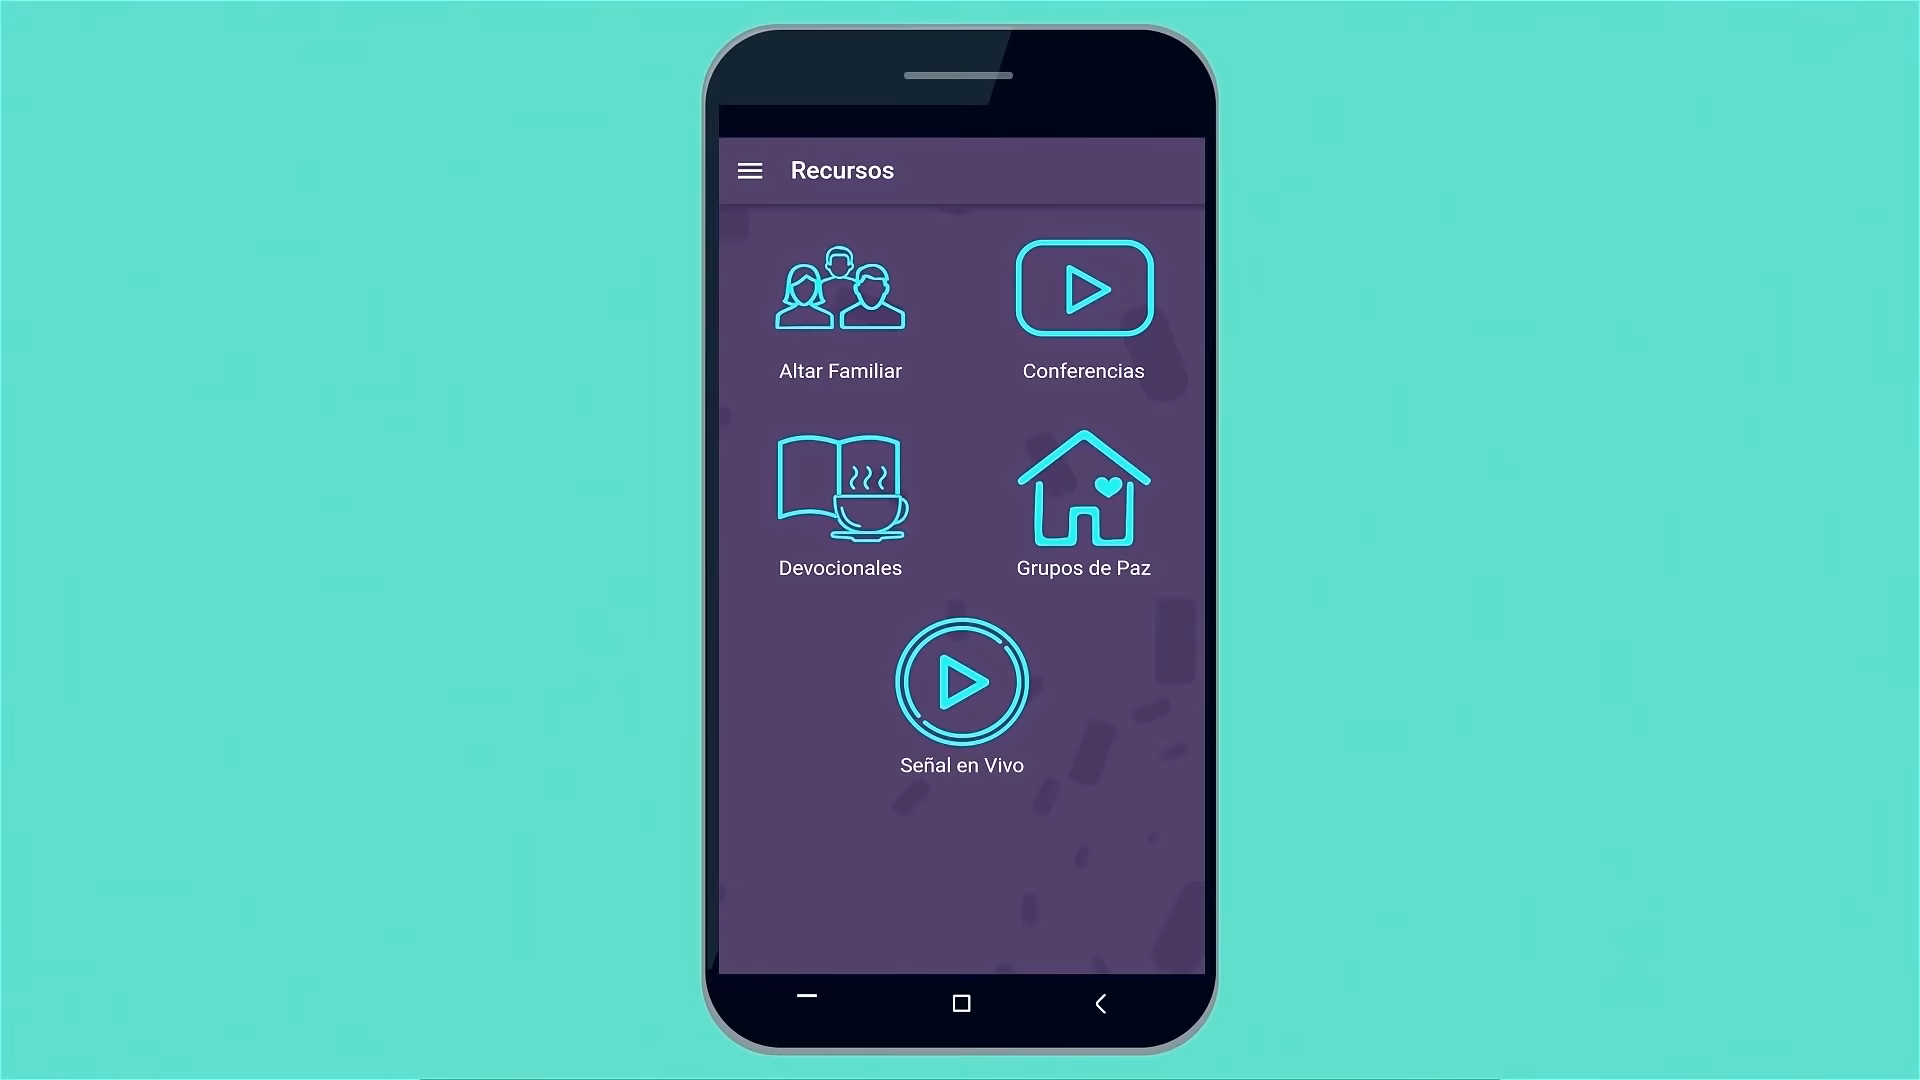 Recursos
Altar Familiar
Conferencias
Devocionales
Grupos de Paz
Señal en Vivo